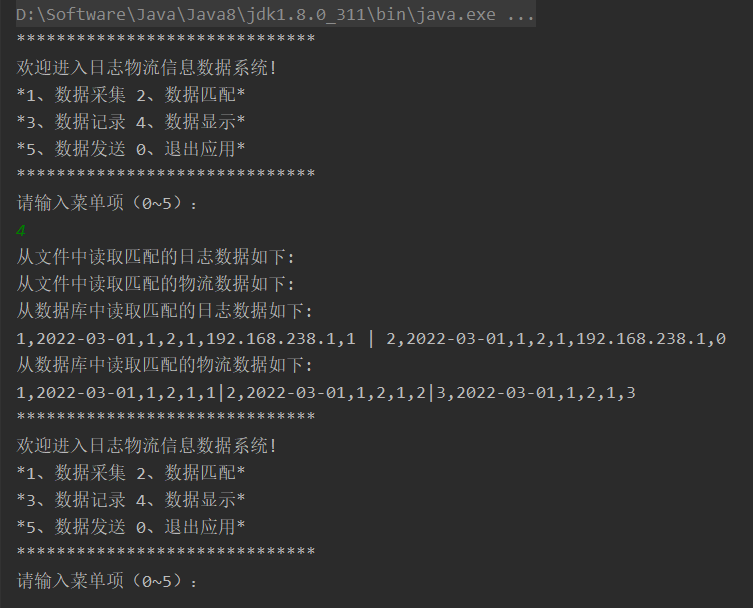 D:\Software\Java\Java8\jdk1.8.0_311\bin\java.exe ...
******************************
欢迎进入日志物流信息数据系统!
*1、数据采集 2、数据匹配*
*3、数据记录 4、数据显示*
*5、数据发送 0、退出应用*
******************************
请输入菜单项（0~5）：
4
从文件中读取匹配的日志数据如下:
从文件中读取匹配的物流数据如下:
从数据库中读取匹配的日志数据如下:
1,2022-03-01,1,2,1,192.168.238.1,1 | 2,2022-03-01,1,2,1,192.168.238.1,0
从数据库中读取匹配的物流数据如下:
1,2022-03-01,1,2,1,1|2,2022-03-01,1,2,1,2|3,2022-03-01,1,2,1,3
******************************
欢迎进入日志物流信息数据系统!
*1、数据采集 2、数据匹配*
*3、数据记录 4、数据显示*
*5、数据发送 0、退出应用*
******************************
请输入菜单项（0~5）：